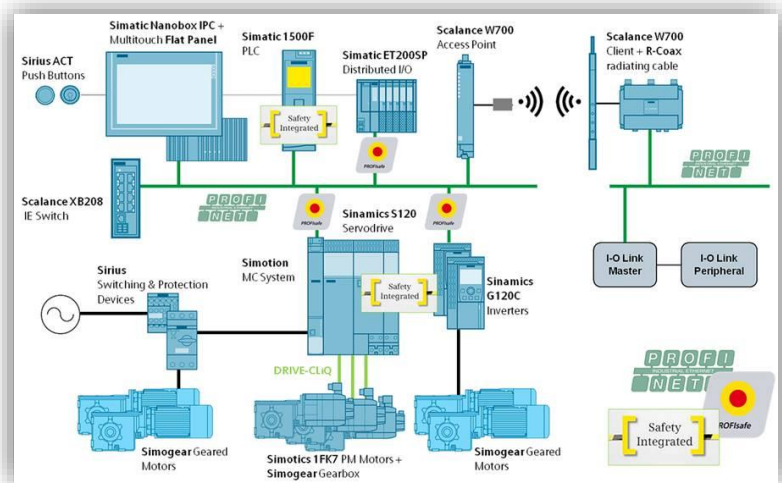 Sirius ACT
Push Buttons
Simatic Nanobox IPC +
Multitouch Flat Panel
Simatic 1500F
PLC
Simatic ET200SP
Distributed I/O
Scalance W700
Access Point
Scalance W700
Client + R-Coax
radiating cable
Safety
Integrated
PROFIsafe
Scalance XB208
IE Switch
PROFI
NET
PROFI
NET
PROFIsafe
PROFIsafe
Sinamics S120
Servodrive
Simotion
MC System
Safety
Integrated
Sinamics
G120C
Inverters
I-O Link
Master
I-O Link
Peripheral
Sirius
Switching & Protection
Devices
DRIVE-CLiQ
Simogear Geared
Motors
Simotics 1FK7 PM Motors +
Simogear Gearbox
Simogear Geared
Motors
PROFI
INDUSTRIAL ETHERNET
NET
Safety
Integrated
PROFIsafe